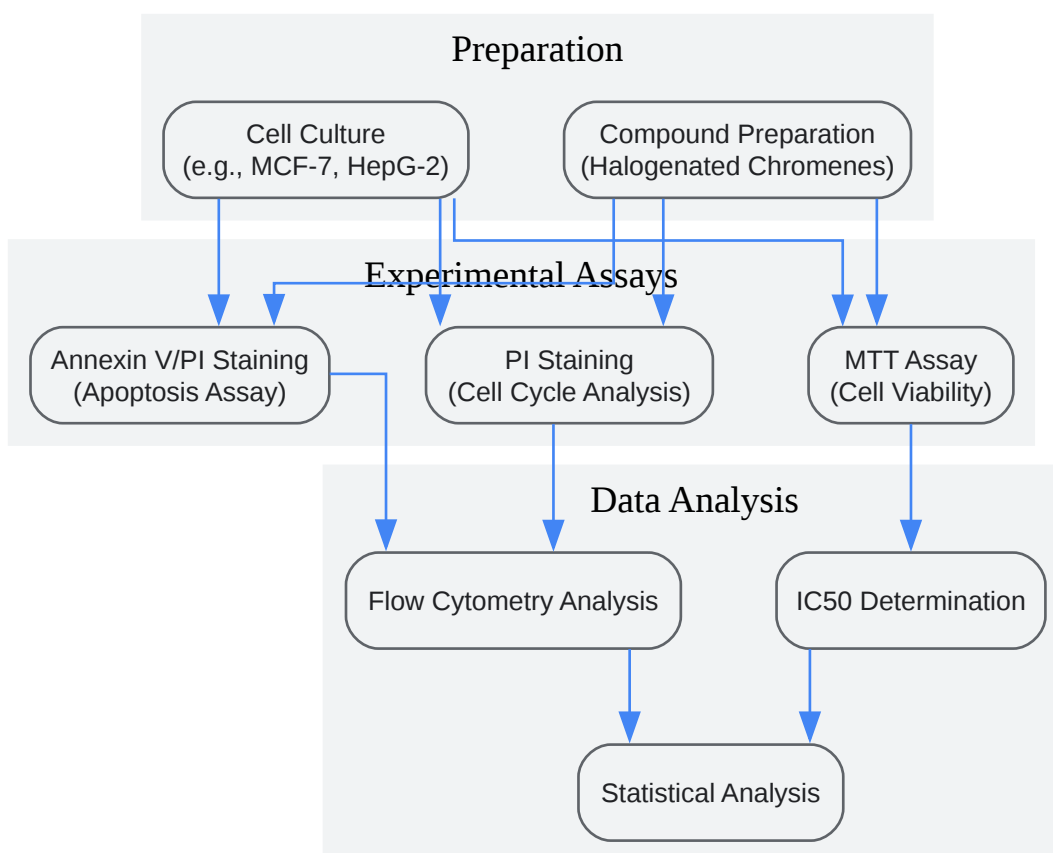 Preparation
Cell Culture
(e.g., MCF-7, HepG-2)
Compound Preparation
(Halogenated Chromenes)
Experimental Assays
Annexin V/PI Staining
(Apoptosis Assay)
PI Staining
(Cell Cycle Analysis)
MTT Assay
(Cell Viability)
Data Analysis
Flow Cytometry Analysis
IC50 Determination
Statistical Analysis